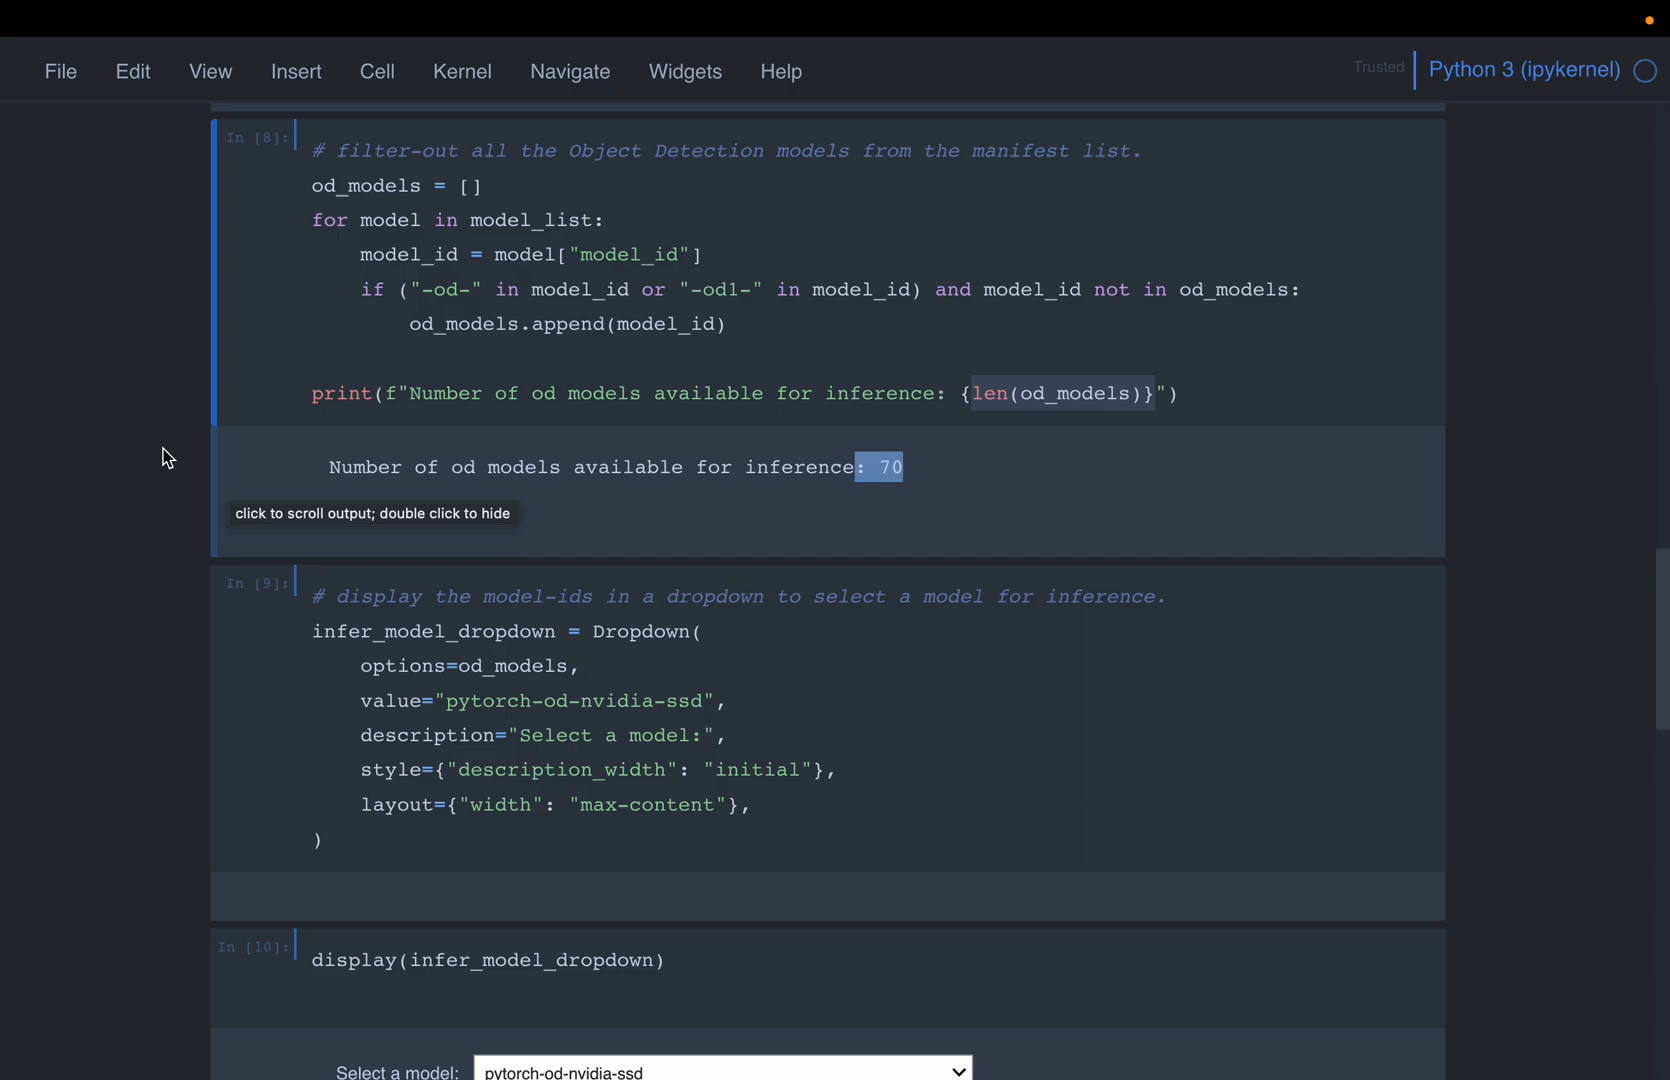 File Edit View Insert Cell Kernel Navigate Widgets Help Trusted Python 3 (ipykernel)
In [8]:
# filter-out all the Object Detection models from the manifest list.
od_models = []
for model in model_list:
    model_id = model["model_id"]
    if ("-od-" in model_id or "-od1-" in model_id) and model_id not in od_models:
        od_models.append(model_id)
print(f"Number of od models available for inference: {len(od_models)}")
Number of od models available for inference: 70
click to scroll output; double click to hide
In [9]:
# display the model-ids in a dropdown to select a model for inference.
infer_model_dropdown = Dropdown(
    options=od_models,
    value="pytorch-od-nvidia-ssd",
    description="Select a model:",
    style={"description_width": "initial"},
    layout={"width": "max-content"},
)
In [10]:
display(infer_model_dropdown)
Select a model: pytorch-od-nvidia-ssd